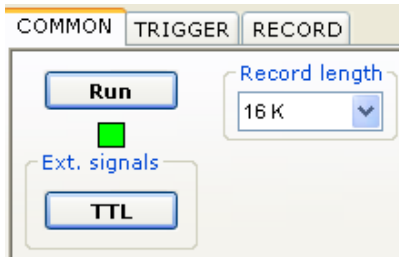 COMMON TRIGGER RECORD
Run
Record length
16 K
Ext. signals
TTL